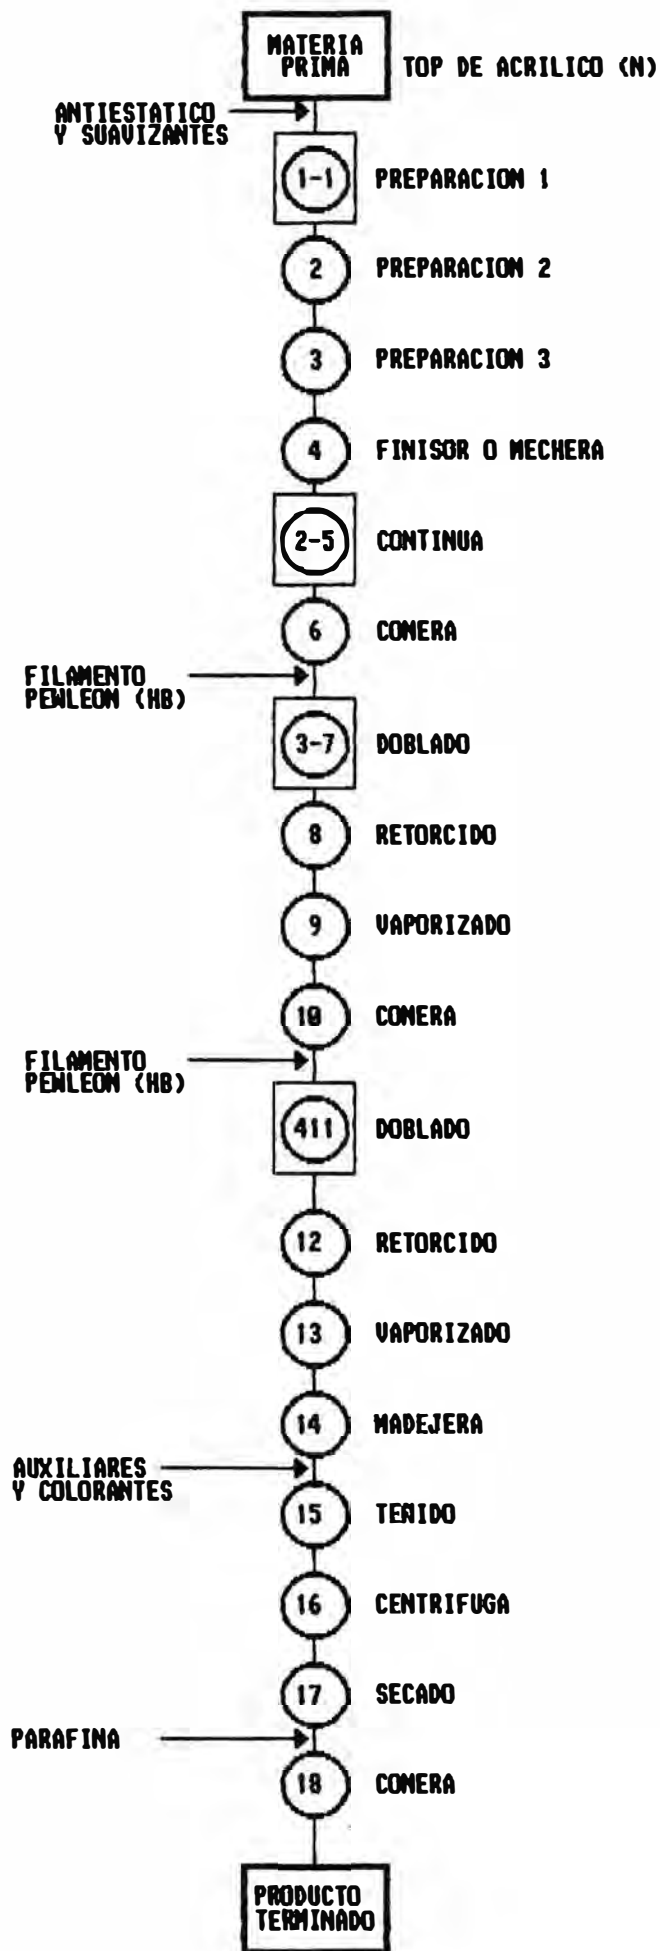 MATERIA
PRIMA
TOP DE ACRILICO (N)
ANTIESTATICO
Y SUAVIZANTES
1-1 PREPARACION 1
2 PREPARACION 2
3 PREPARACION 3
4 FINISOR O MECHERA
2-5 CONTINUA
6 CONERA
FILAMENTO
PEWLEON (HB)
3-7 DOBLADO
8 RETORCIDO
9 VAPORIZADO
10 CONERA
FILAMENTO
PENLEON (HB)
411 DOBLADO
12 RETORCIDO
13 VAPORIZADO
14 MADEJERA
AUXILIARES
Y COLORANTES
15 TEÑIDO
16 CENTRIFUGA
17 SECADO
PARAFINA
18 CONERA
PRODUCTO
TERMINADO